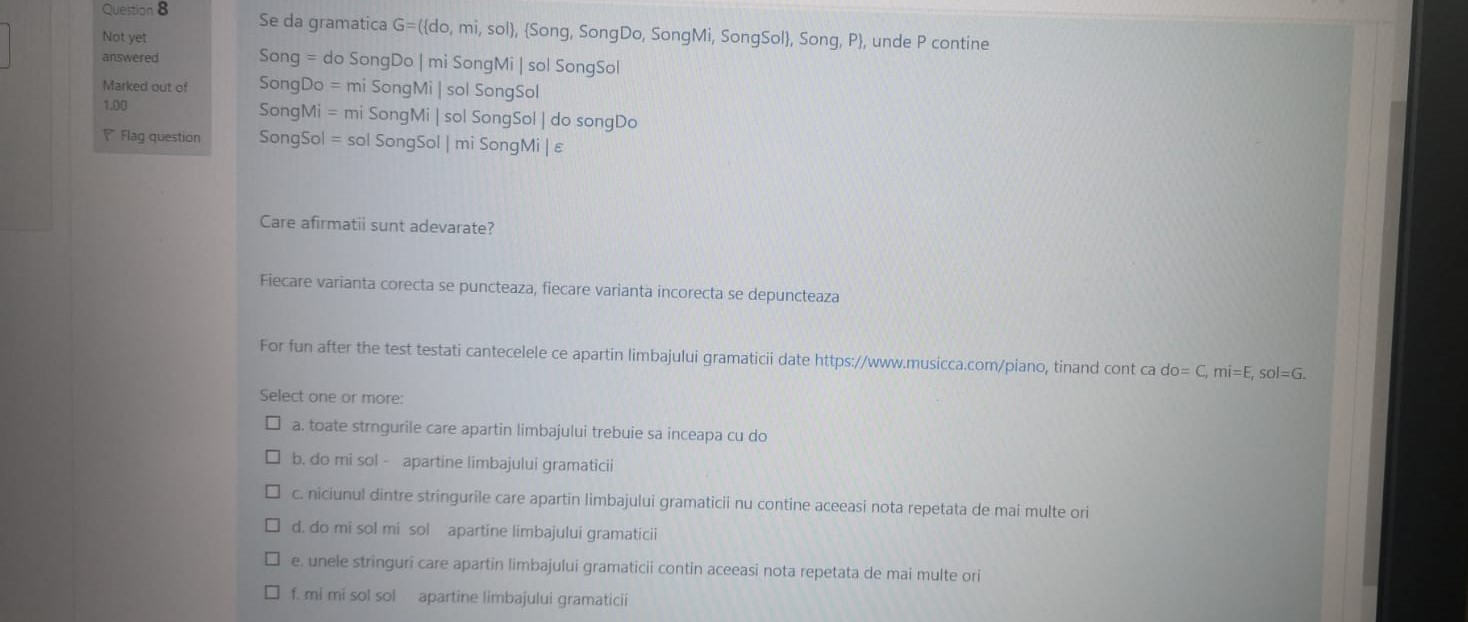 Question 8
Not yet
answered
Marked out of
1.00
Flag question
Se da gramatica G=({do, mi, sol}, {Song, SongDo, SongMi, SongSol}, Song, P}, unde P contine
Song = do SongDo | mi SongMi | sol SongSol
SongDo = mi SongMi | sol SongSol
SongMi = mi SongMi | sol SongSol | do songDo
SongSol = sol SongSol | mi SongMi | ε
Care afirmatii sunt adevarate?
Fiecare varianta corecta se puncteaza, fiecare varianta incorecta se depuncteaza
For fun after the test testati cantecelele ce apartin limbajului gramaticii date https://www.musicca.com/piano, tinand cont ca do= C, mi=E, sol=G.
Select one or more:
a. toate strngurile care apartin limbajului trebuie sa inceapa cu do
b. do mi sol - apartine limbajului gramaticii
c. niciunul dintre stringurile care apartin limbajului gramaticii nu contine aceeasi nota repetata de mai multe ori
d. do mi sol mi sol apartine limbajului gramaticii
e. unele stringuri care apartin limbajului gramaticii contin aceeasi nota repetata de mai multe ori
f. mi mi sol sol apartine limbajului gramaticii